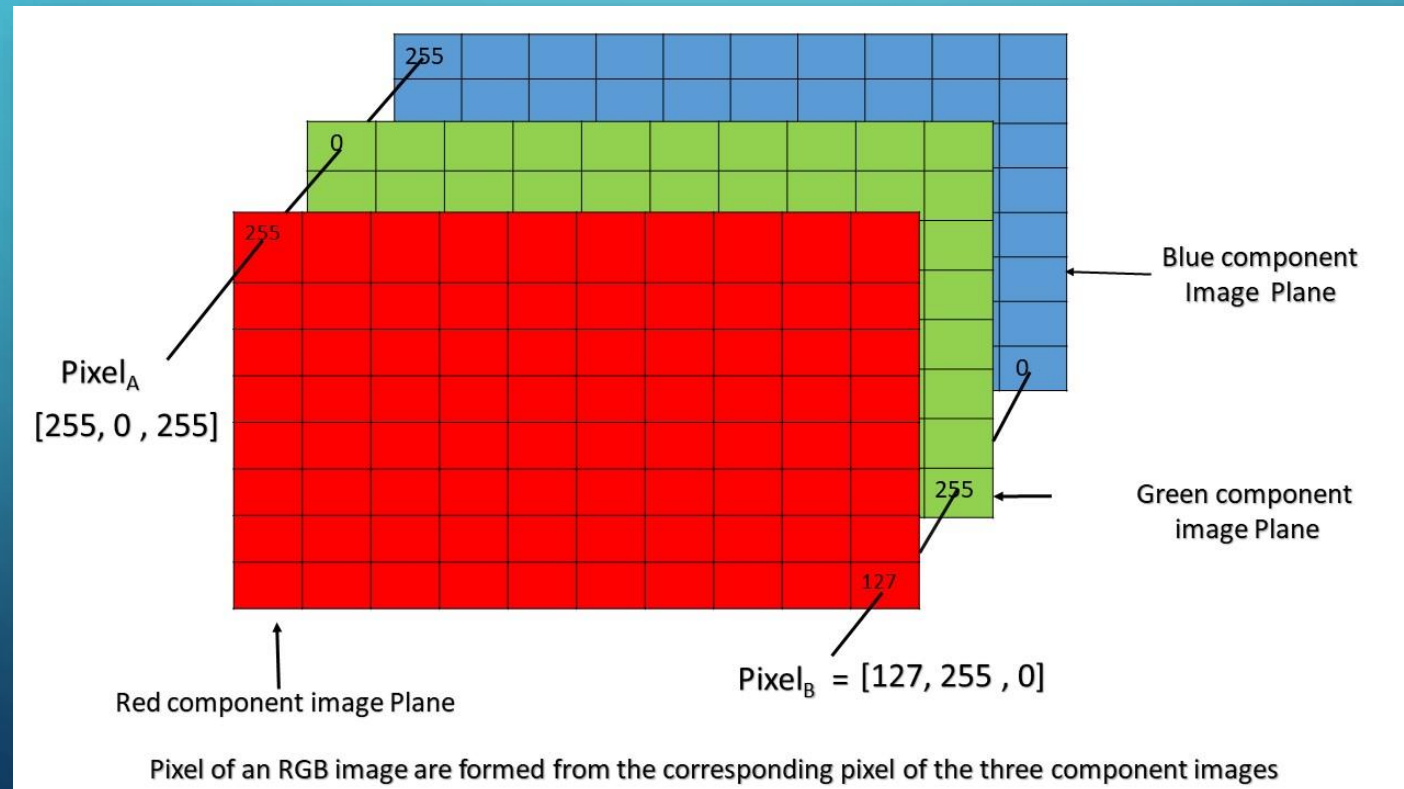 255
0
255
Blue component
Image Plane
Pixel_A
[255, 0 , 255]
0
255
Green component
image Plane
127
Pixel_B = [127, 255 , 0]
Red component image Plane
Pixel of an RGB image are formed from the corresponding pixel of the three component images